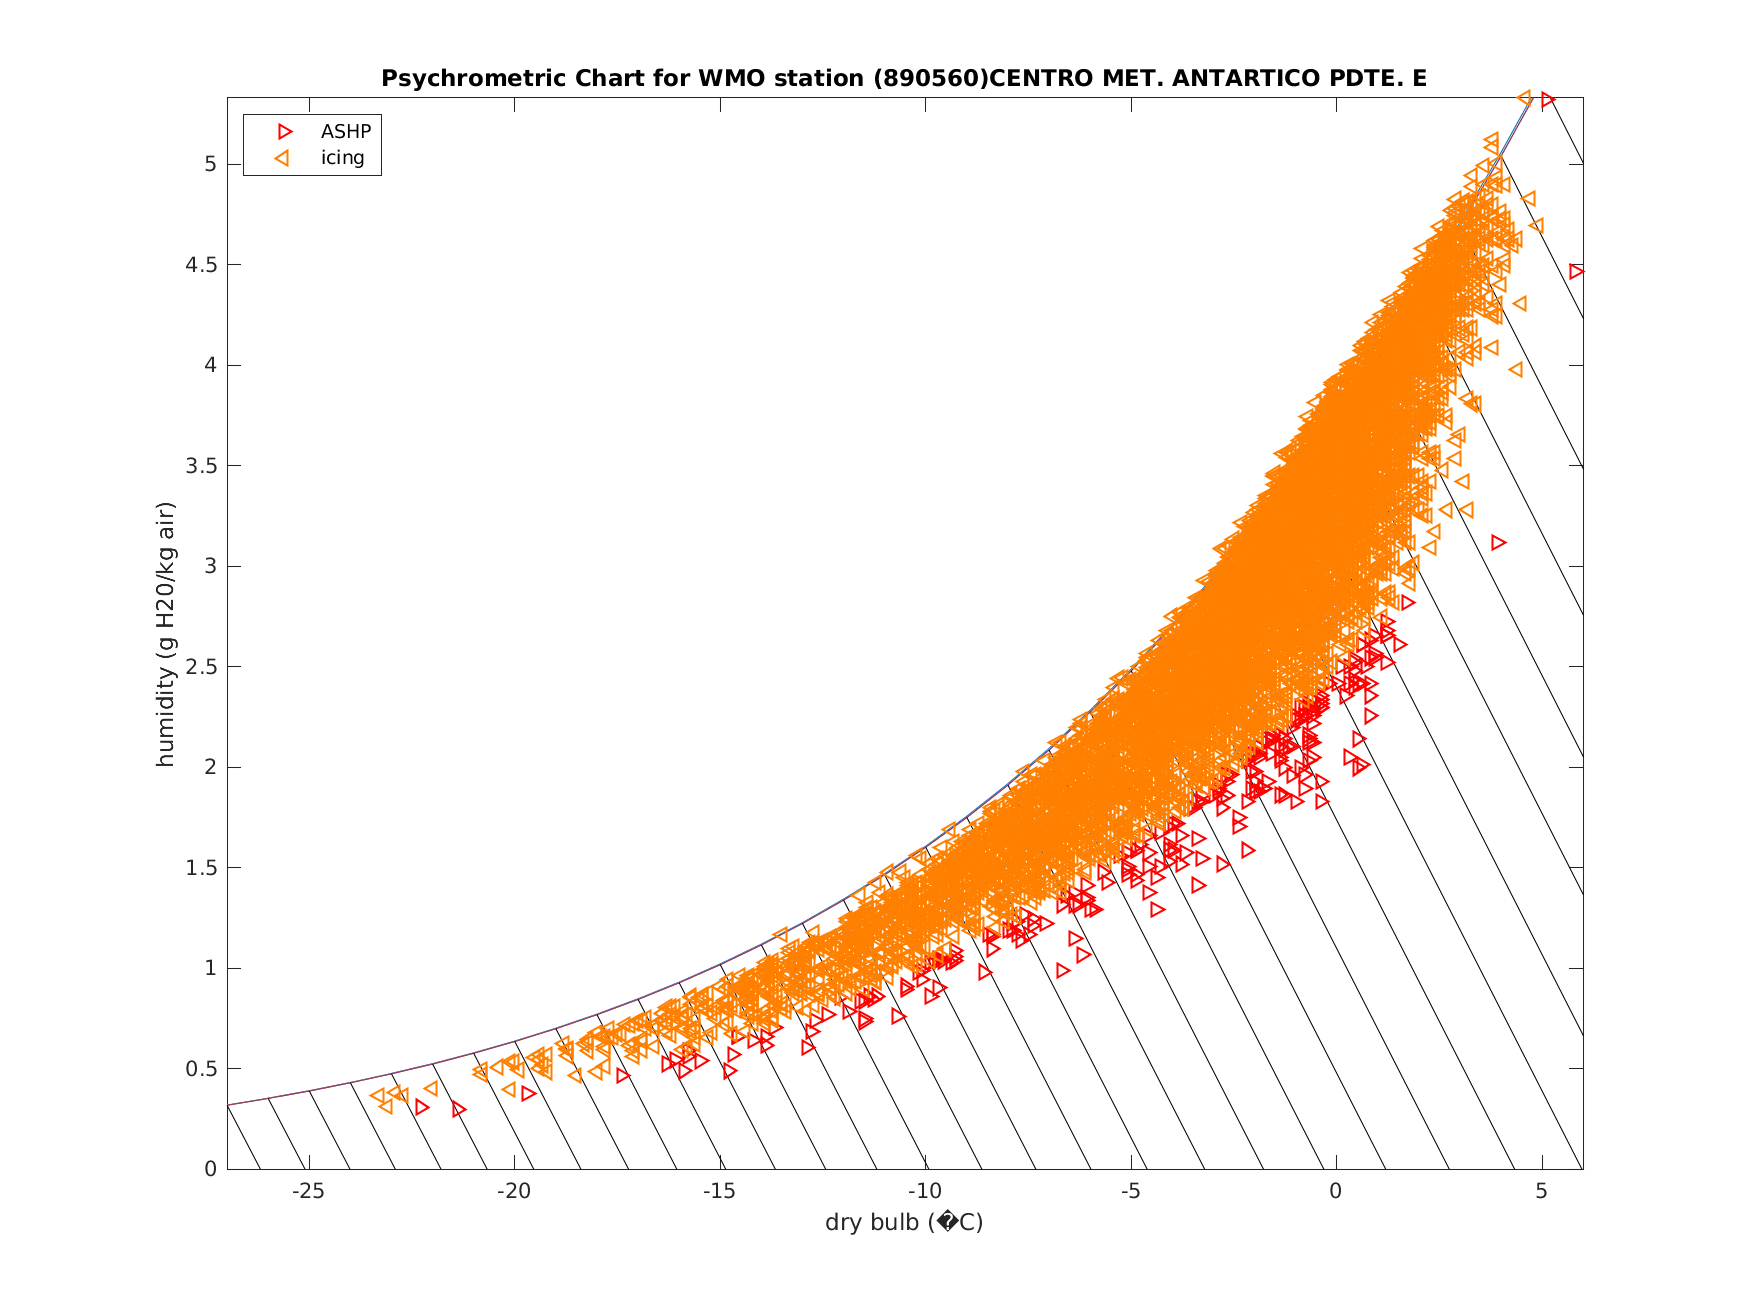 Psychrometric Chart for WMO station (890560)CENTRO MET. ANTARTICO PDTE. E
ASHP
icing
5
4.5
4
3.5
3
2.5
2
1.5
1
0.5
0
humidity (g H20/kg air)
-25 -20 -15 -10 -5 0 5
dry bulb (�C)